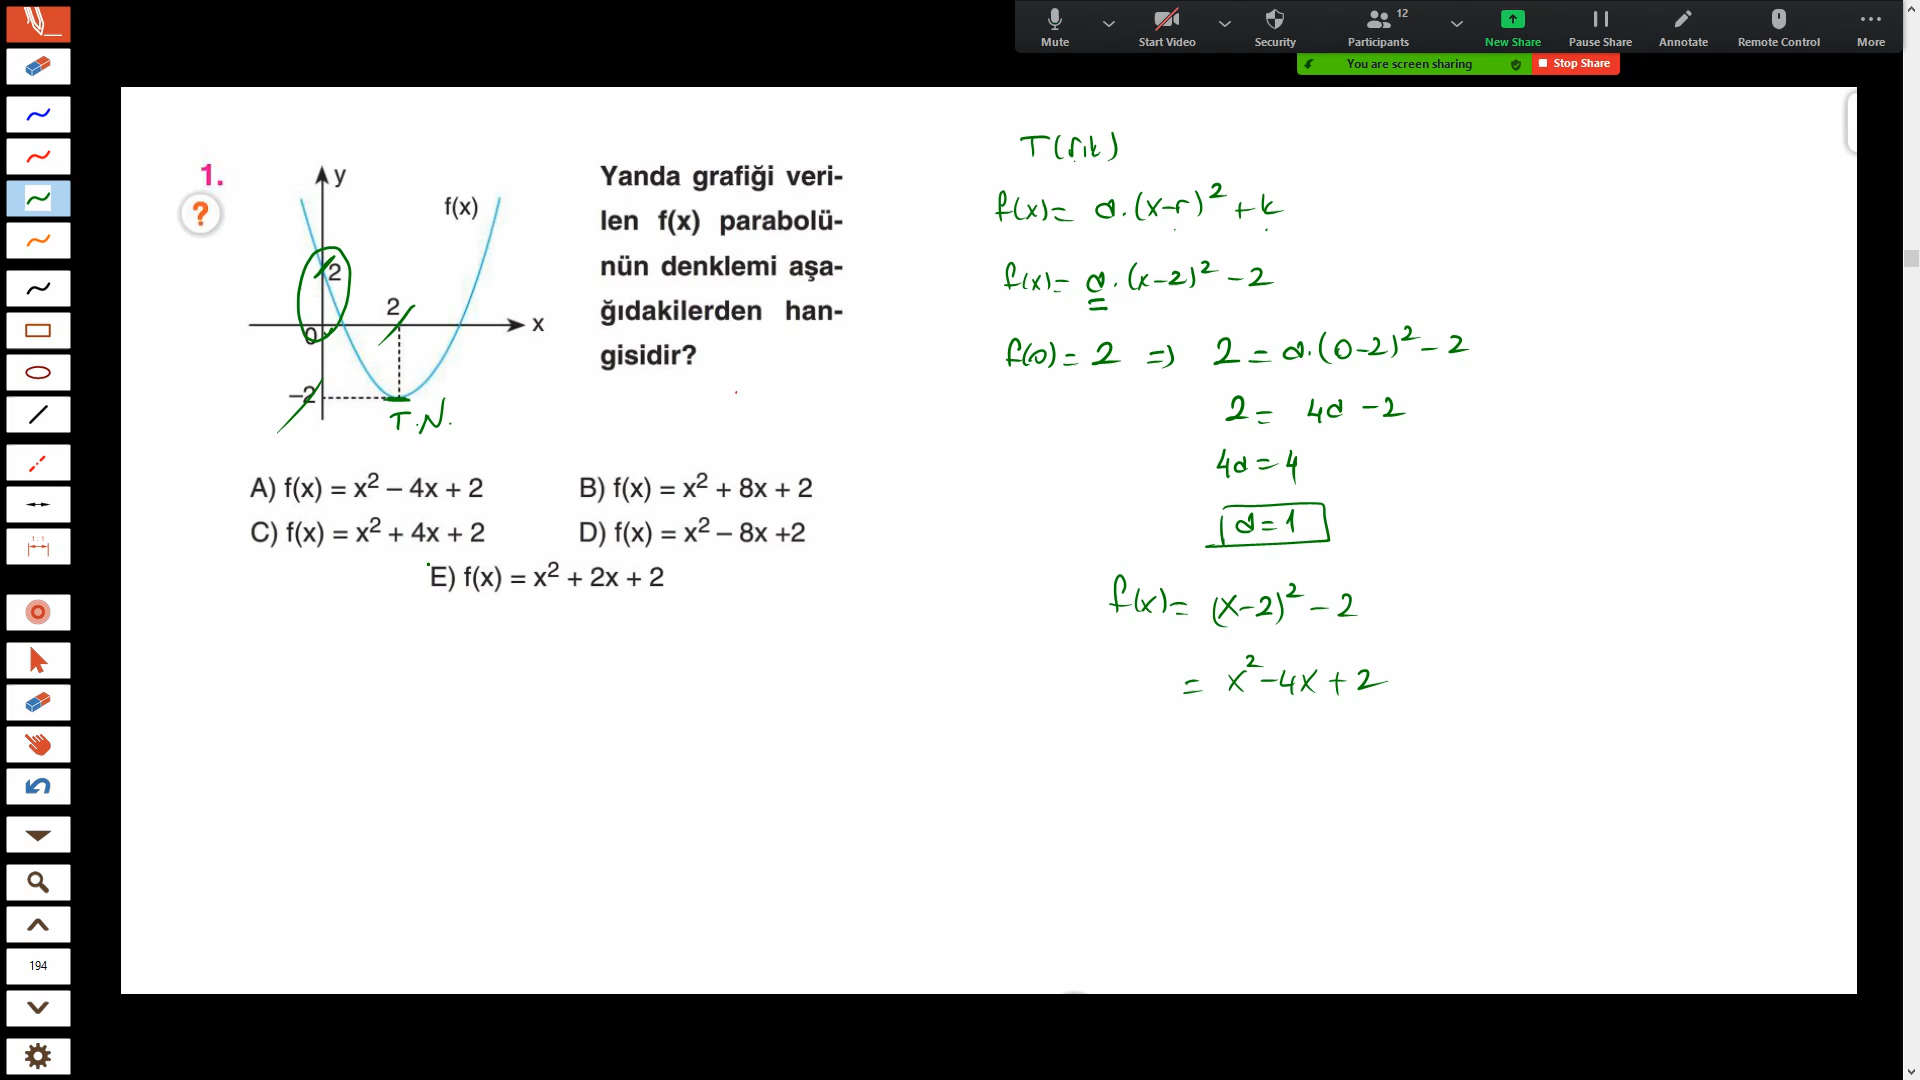 Mute
Start Video
Security
Participants
12
New Share
Pause Share
Annotate
Remote Control
More
You are screen sharing
Stop Share
1.
?
y
f(x)
2
2
0
x
–2
T.N.
Yanda grafiği veri-
len f(x) parabolü-
nün denklemi aşa-
ğıdakilerden han-
gisidir?
A) f(x) = x² – 4x + 2
B) f(x) = x² + 8x + 2
C) f(x) = x² + 4x + 2
D) f(x) = x² – 8x +2
E) f(x) = x² + 2x + 2
T(r,k)
f(x)= a.(x-r)² +k
f(x)= a.(x-2)² -2
f(0)= 2 => 2 = a.(0-2)² -2
2= 4a -2
4a = 4
a=1
f(x)= (x-2)² -2
= x² -4x +2
1:1
194